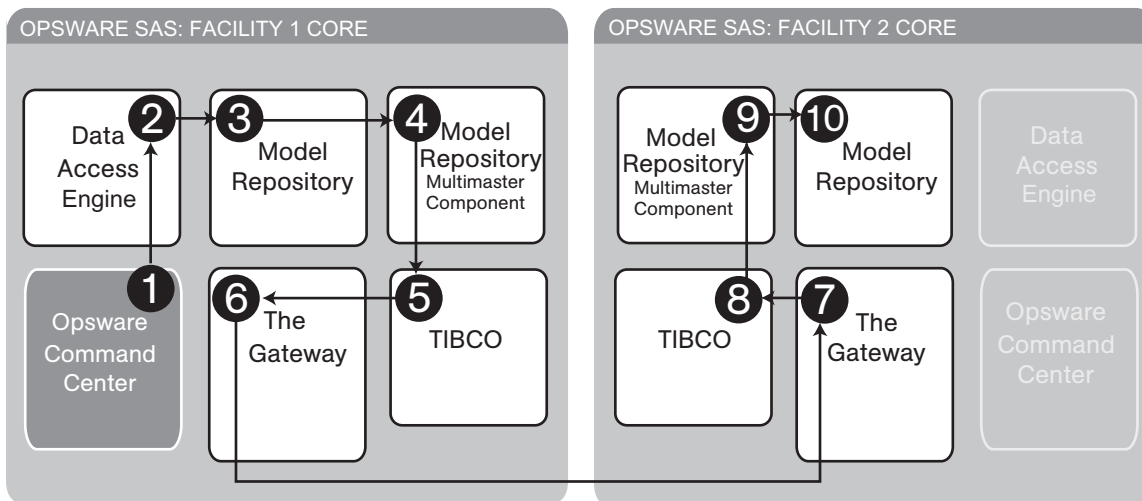 OPSWARE SAS: FACILITY 1 CORE
2
Data
Access
Engine
3
Model
Repository
4
Model
Repository
Multimaster
Component
1
Opsware
Command
Center
6
The
Gateway
5
TIBCO
OPSWARE SAS: FACILITY 2 CORE
9
Model
Repository
Multimaster
Component
10
Model
Repository
Data
Access
Engine
8
TIBCO
7
The
Gateway
Opsware
Command
Center